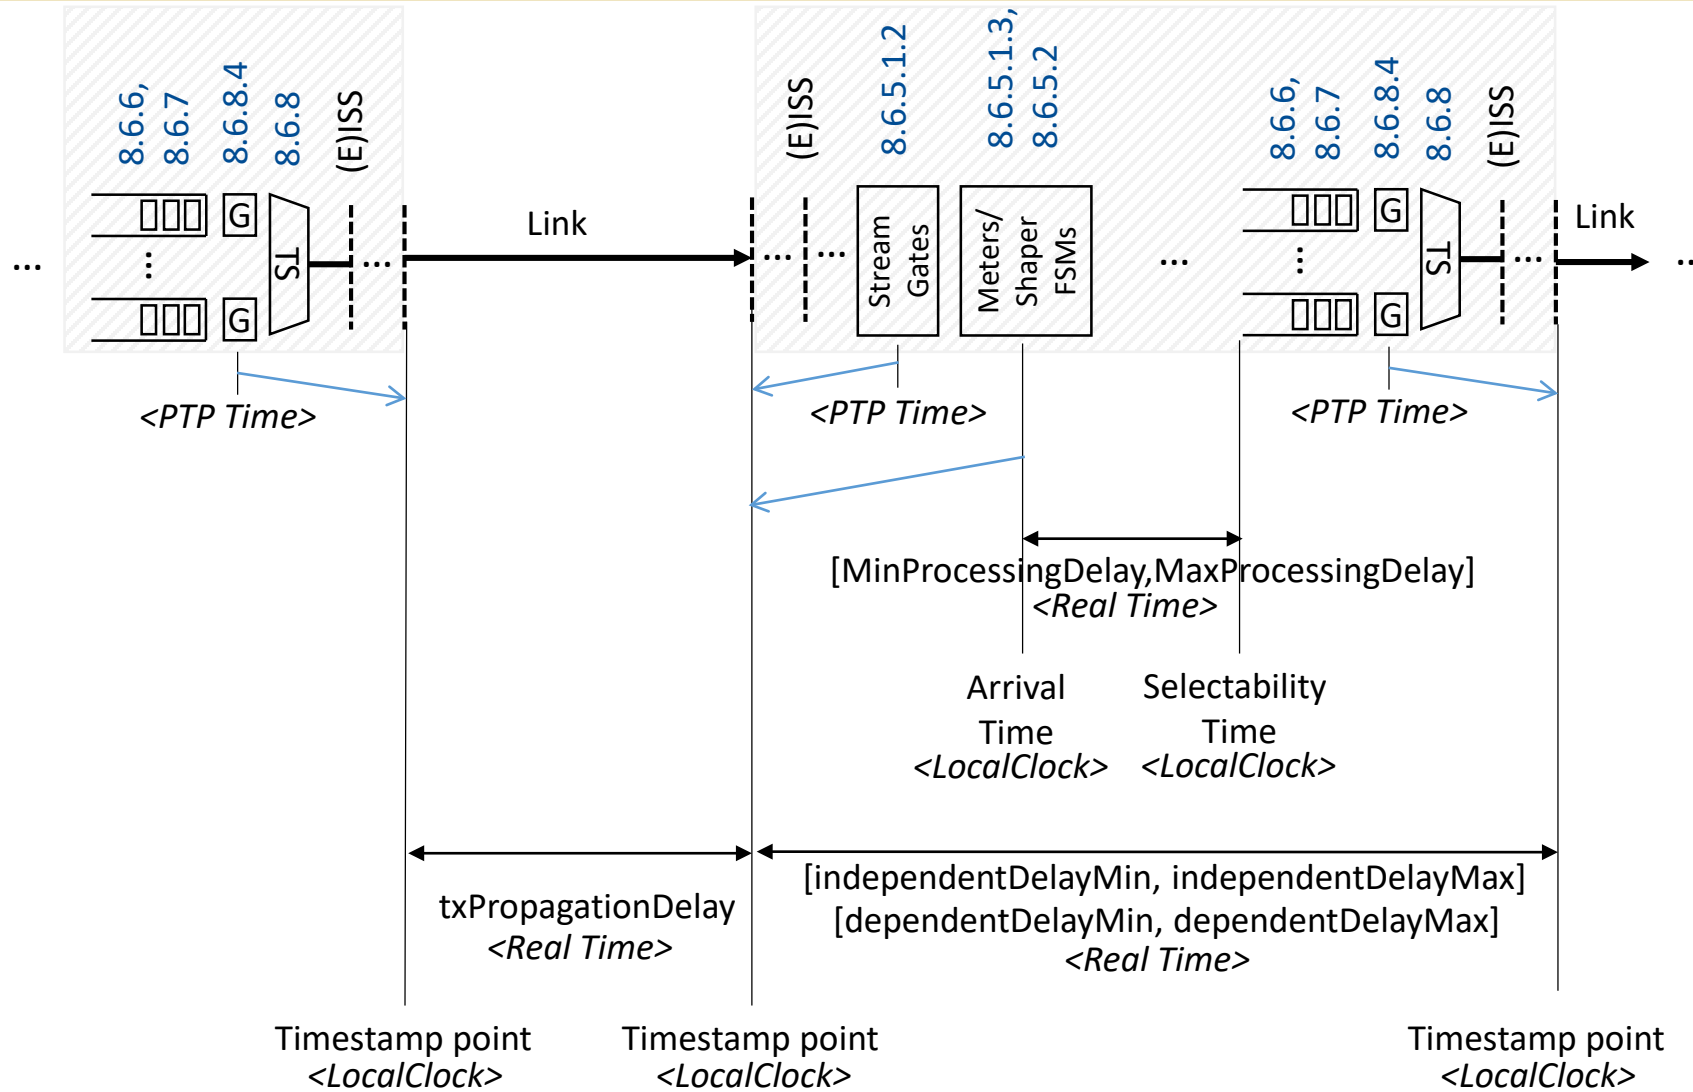 8.6.6,
8.6.7
8.6.8.4
8.6.8
(E)ISS
(E)ISS
8.6.5.1.2
8.6.5.1.3,
8.6.5.2
8.6.6,
8.6.7
8.6.8.4
8.6.8
(E)ISS
...
G
G
TS
...
...
Link
...
...
Stream
Gates
Meters/
Shaper
FSMs
...
...
G
G
TS
...
Link
...
<PTP Time>
<PTP Time>
<PTP Time>
[MinProcessingDelay,MaxProcessingDelay]
<Real Time>
Arrival
Time
<LocalClock>
Selectability
Time
<LocalClock>
txPropagationDelay
<Real Time>
[independentDelayMin, independentDelayMax]
[dependentDelayMin, dependentDelayMax]
<Real Time>
Timestamp point
<LocalClock>
Timestamp point
<LocalClock>
Timestamp point
<LocalClock>